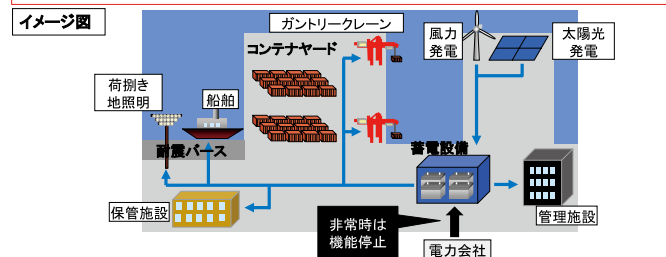 イメージ図
ガントリークレーン
コンテナヤード
風力
発電
太陽光
発電
荷捌き
地照明
船舶
耐震バース
蓄電設備
保管施設
非常時は
機能停止
管理施設
電力会社